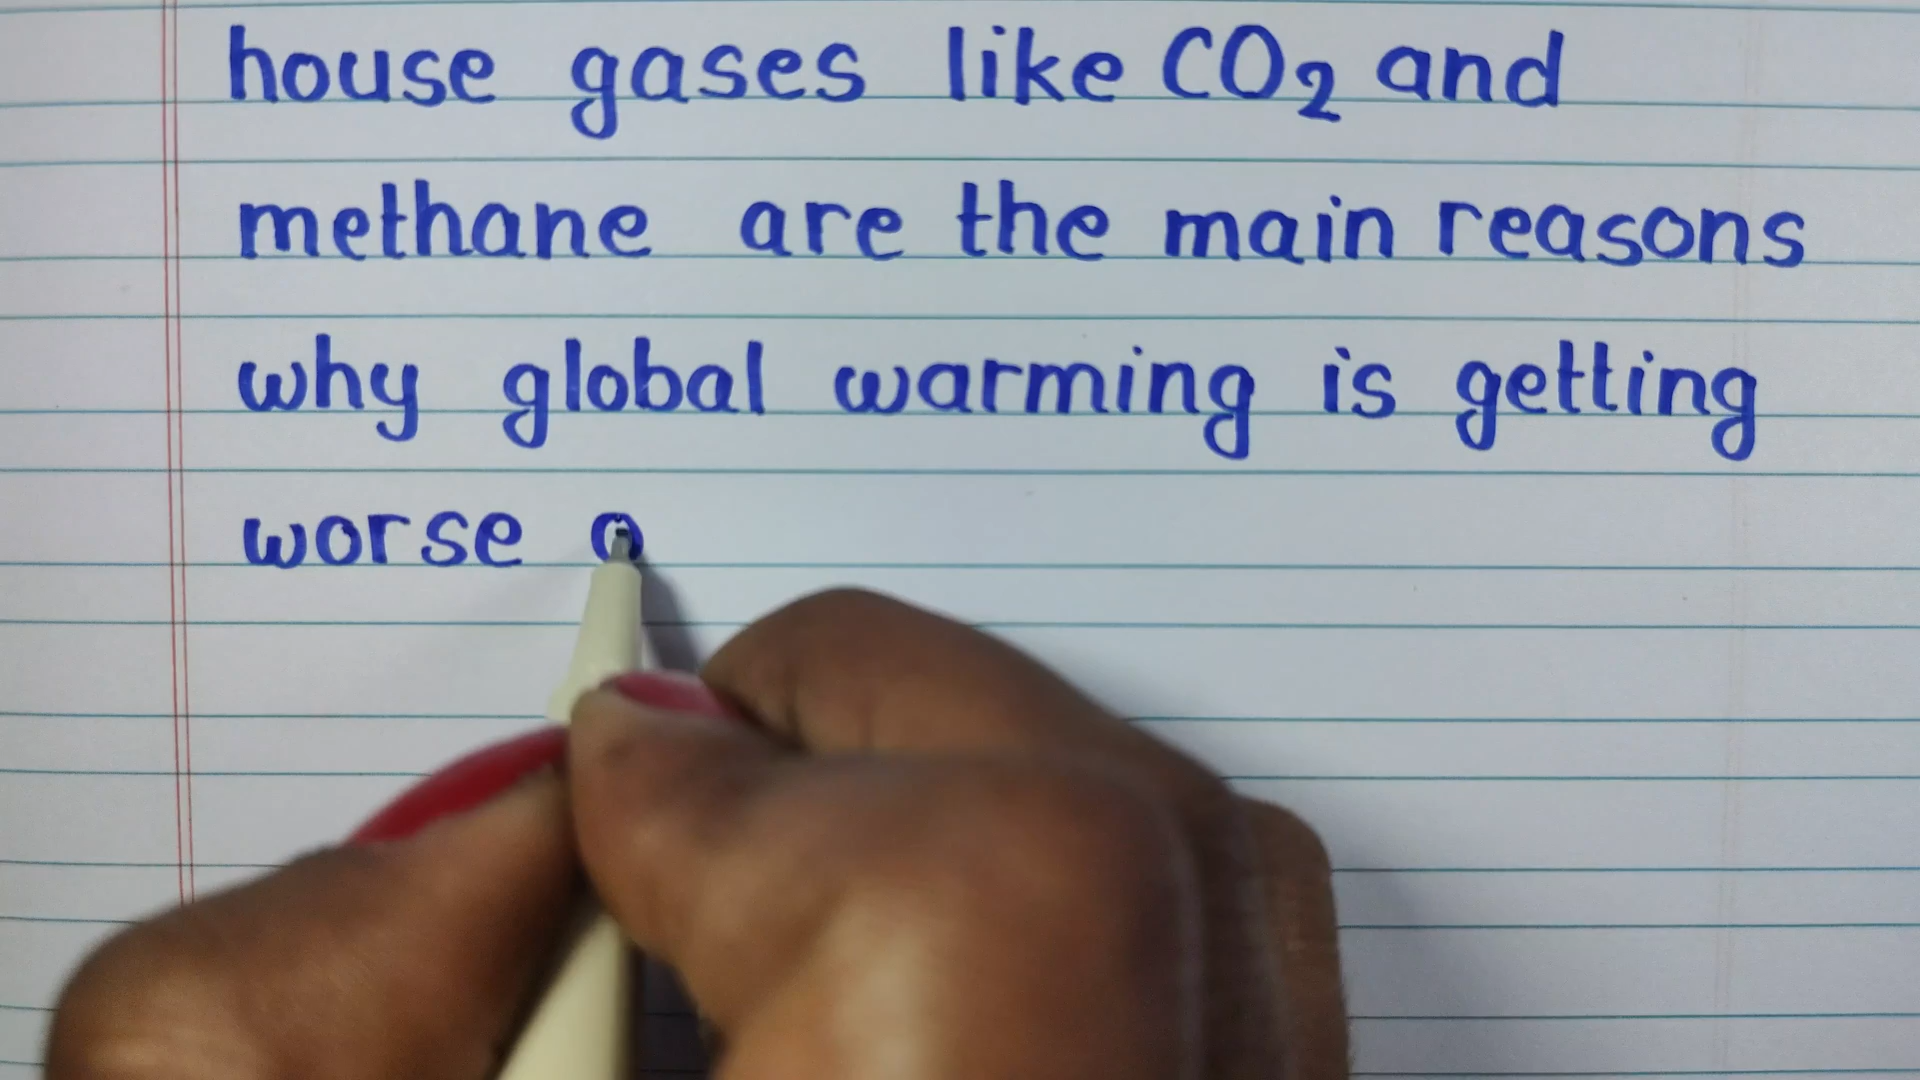 house gases like CO₂ and
methane are the main reasons
why global warming is getting
worse